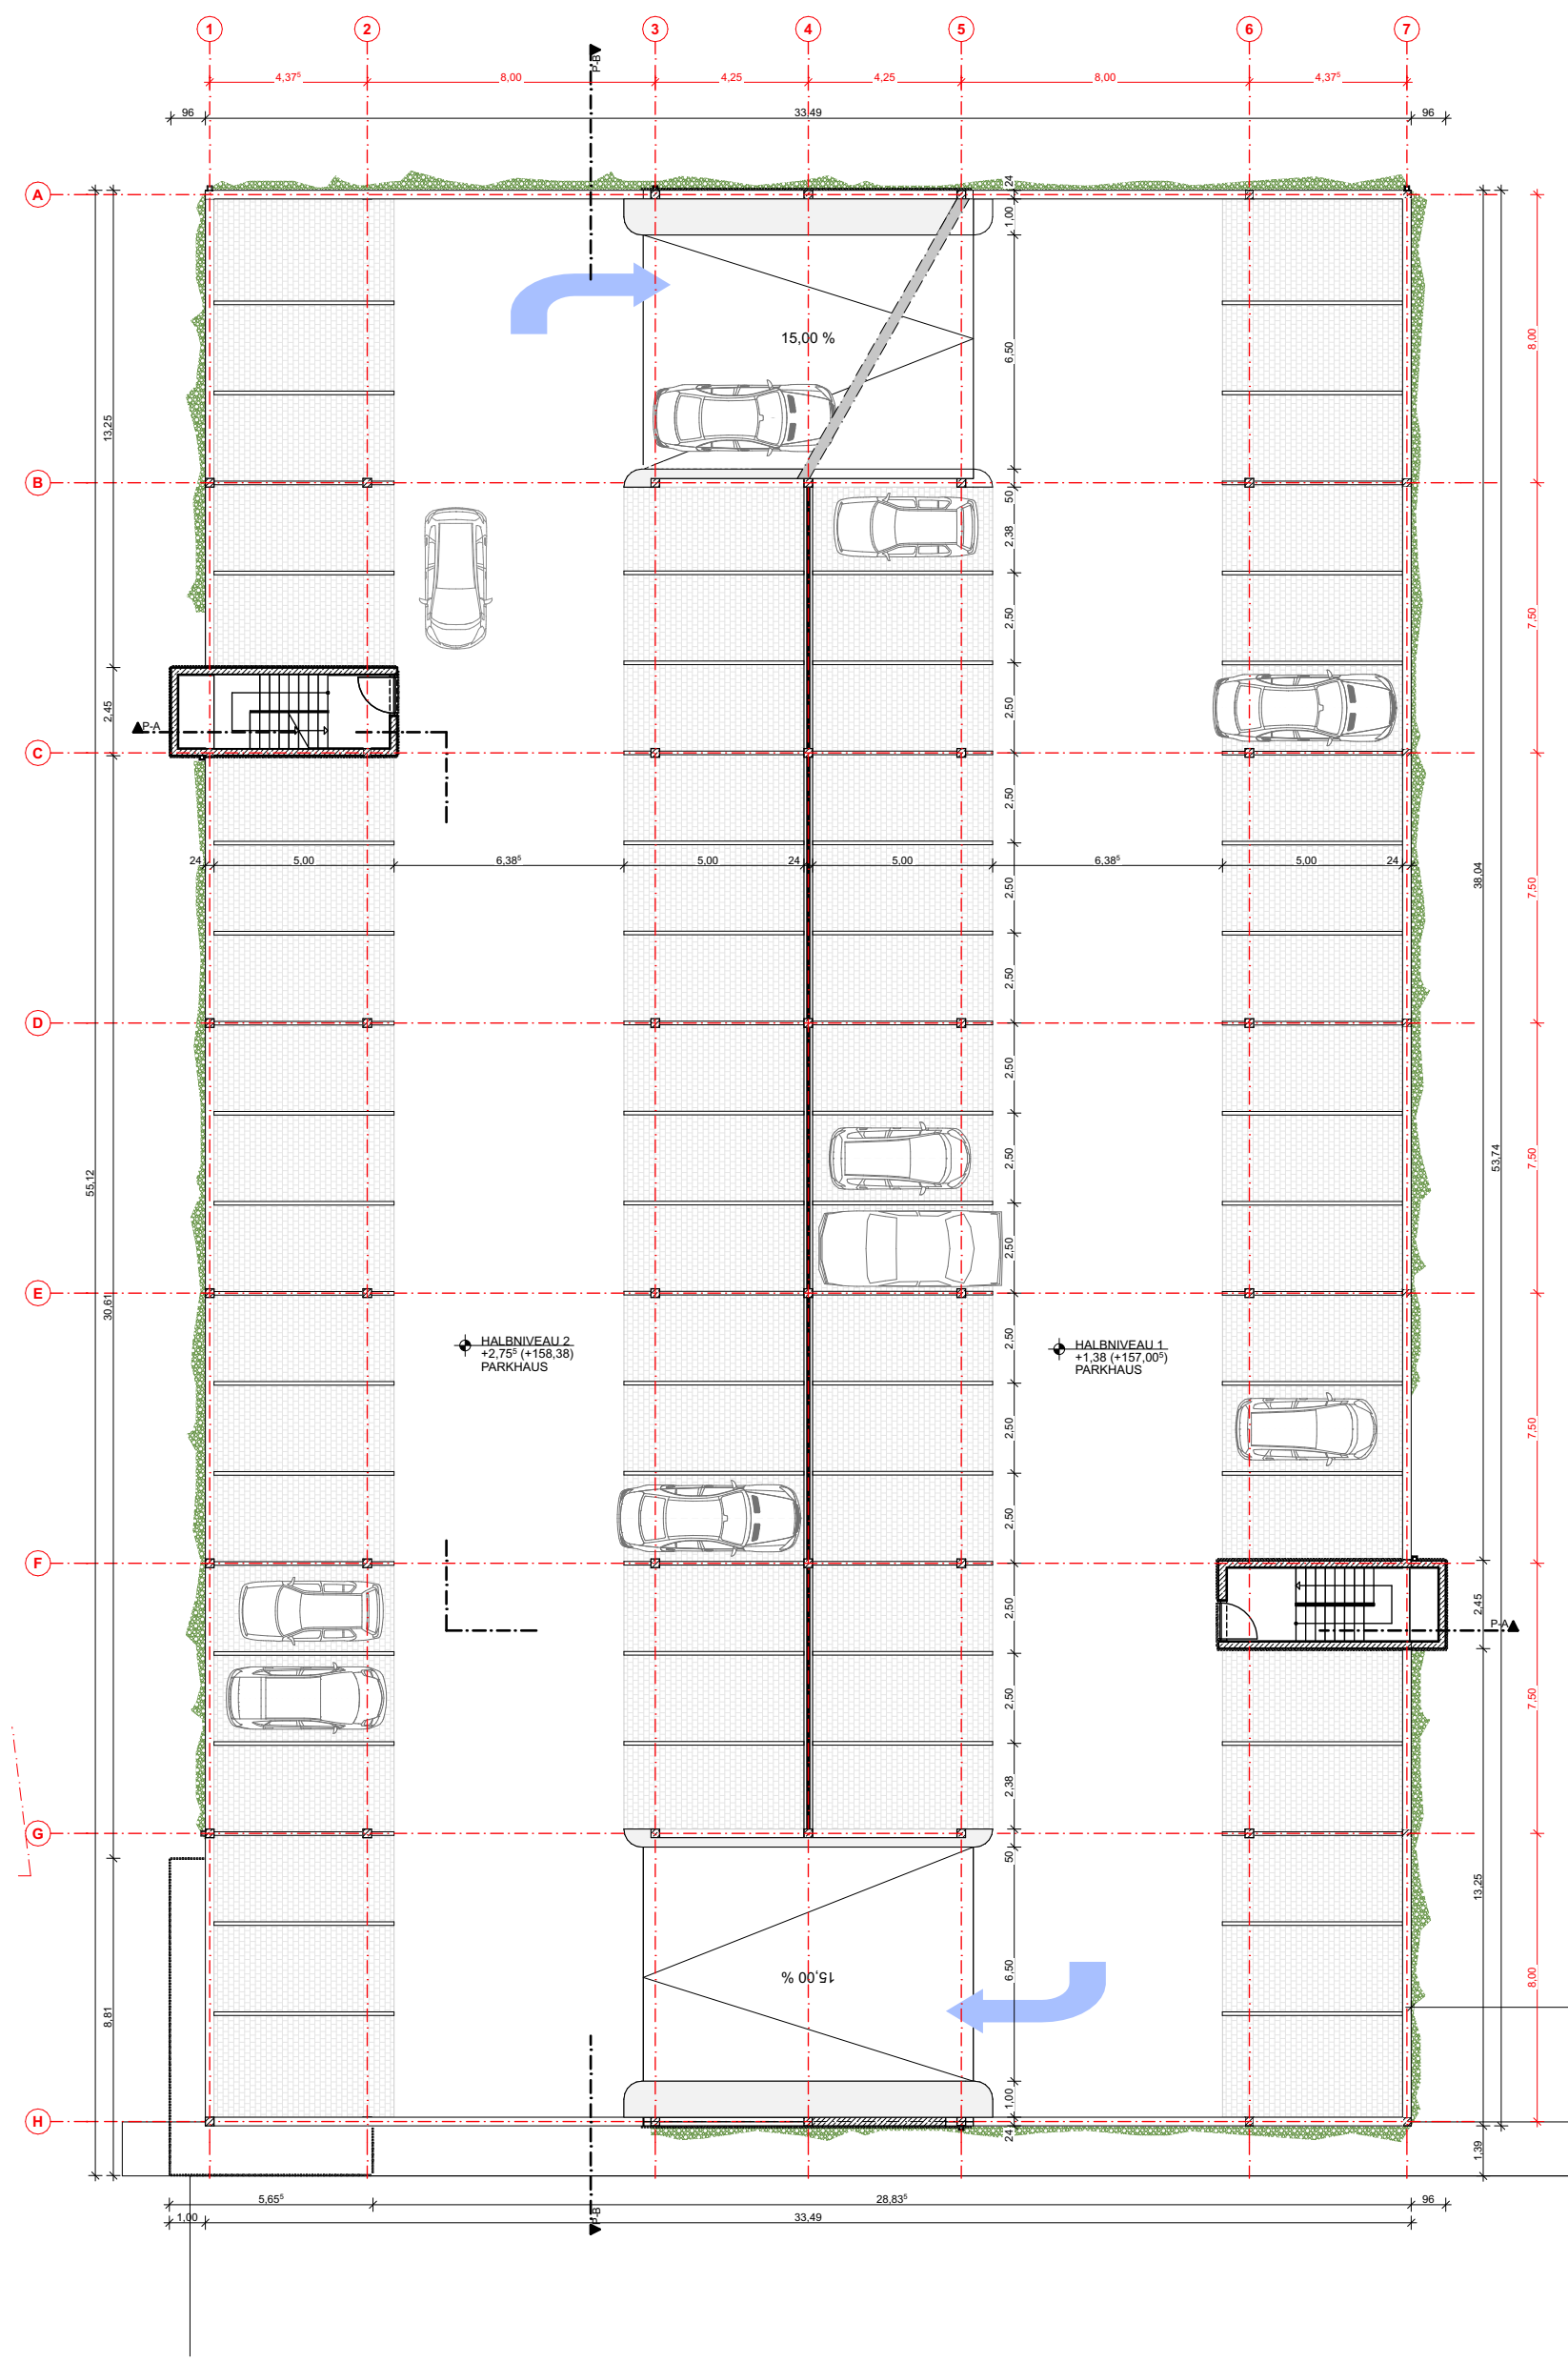 1 2 3 4 5 6 7
4,37⁵ 8,00 4,25 4,25 8,00 4,37⁵
P-B
96 33,49 96
A
24
1,00
15,00 %
6,50
8,00
13,25
B
50
2,38
2,50
7,50
2,45
P-A
2,50
C
2,50
24 5,00 6,38⁵ 5,00 24 5,00 6,38⁵ 5,00 24
2,50
38,04
7,50
2,50
D
2,50
55,12
53,74
2,50
7,50
2,50
E
30,61
2,50
HALBNIVEAU 2
+2,75⁵ (+158,38)
PARKHAUS
HALBNIVEAU 1
+1,38 (+157,00⁵)
PARKHAUS
2,50
7,50
2,50
F
2,50
2,45
P-A
2,50
7,50
2,38
G
50
13,25
15,00 %
6,50
8,00
8,81
1,00
H
24
1,39
5,65⁵ 28,83⁵ 96
P-B
1,00 33,49